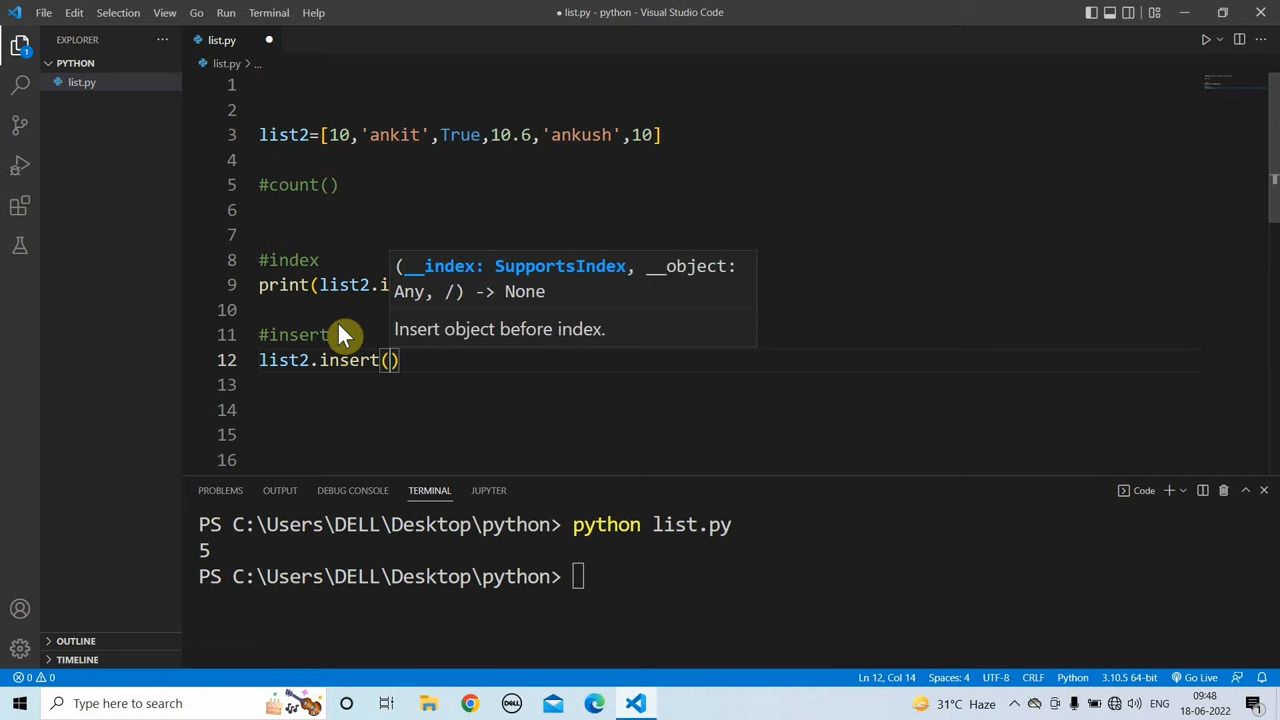 File Edit Selection View Go Run Terminal Help
● list.py - python - Visual Studio Code
EXPLORER
PYTHON
list.py
OUTLINE
TIMELINE
1
list.py
list.py > ...
1
2
3 list2=[10,'ankit',True,10.6,'ankush',10]
4
5 #count()
6
7
8 #index
9 print(list2.i
10
11 #insert
12 list2.insert()
13
14
15
16
(__index: SupportsIndex, __object:
Any, /) -> None
Insert object before index.
PROBLEMS OUTPUT DEBUG CONSOLE TERMINAL JUPYTER
Code
PS C:\Users\DELL\Desktop\python> python list.py
5
PS C:\Users\DELL\Desktop\python>
0 0 Ln 12, Col 14 Spaces: 4 UTF-8 CRLF Python 3.10.5 64-bit Go Live
Type here to search
DELL
31°C Haze ENG 09:48
18-06-2022
1